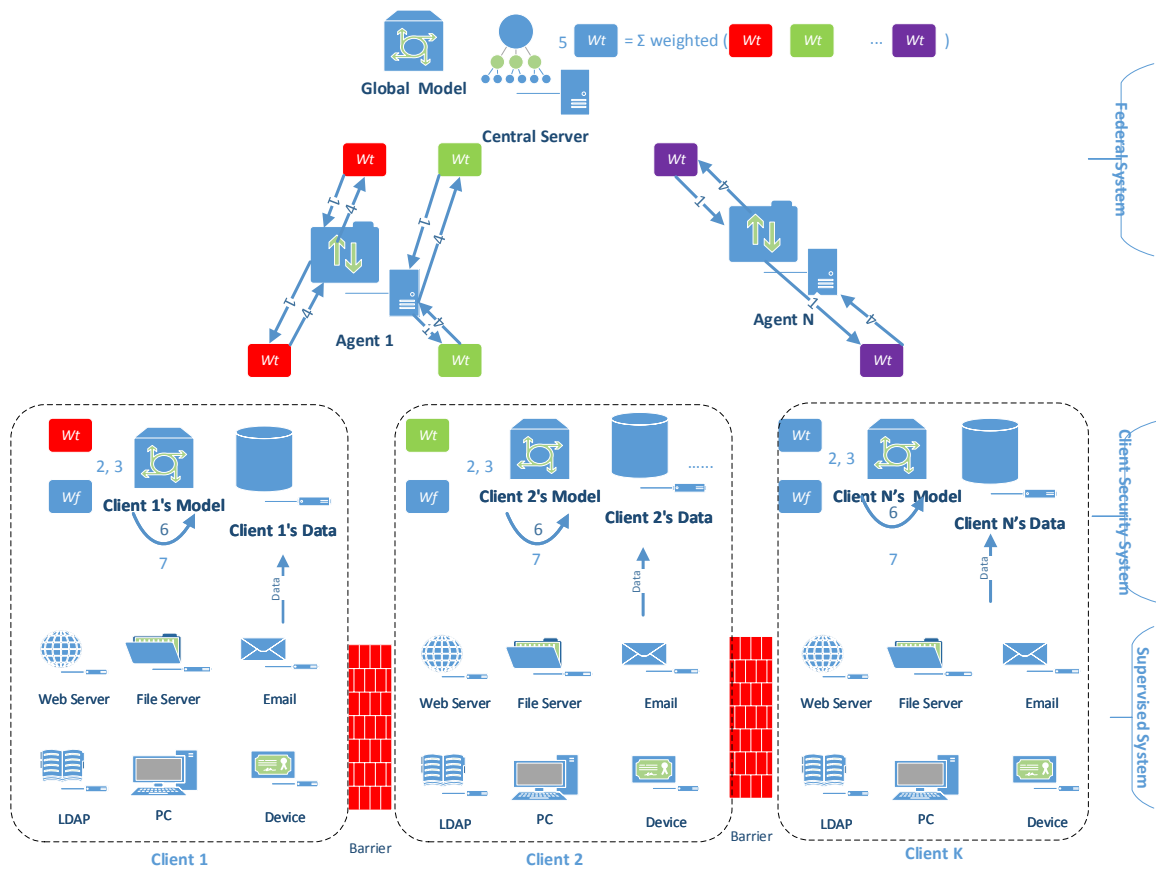 5 Wt = Σ weighted ( Wt Wt ... Wt )
Global Model
Central Server
Federal System
Wt Wt Wt
1 4 1 4 1 4
1 4 1 4 1 4
Agent 1
Agent N
Wt Wt Wt
Wt
2, 3
Wf
Client 1's Model
6
7
Client 1's Data
Data
Web Server
File Server
Email
LDAP
PC
Device
Client 1
Barrier
Wt
2, 3
......
Wf
Client 2's Model
6
7
Client 2's Data
Data
Web Server
File Server
Email
LDAP
PC
Device
Client 2
Barrier
Wt
2, 3
Wf
Client N's Model
6
7
Client N's Data
Data
Web Server
File Server
Email
LDAP
PC
Device
Client K
Client Security System
Supervised System